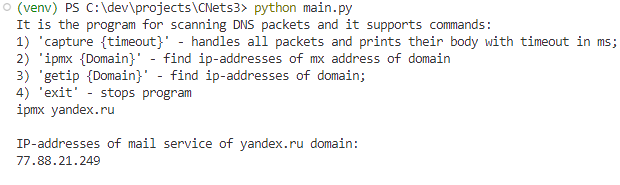 (venv) PS C:\dev\projects\CNets3> python main.py
It is the program for scanning DNS packets and it supports commands:
1) 'capture {timeout}' - handles all packets and prints their body with timeout in ms;
2) 'ipmx {Domain}' - find ip-addresses of mx address of domain
3) 'getip {Domain}' - find ip-addresses of domain;
4) 'exit' - stops program
ipmx yandex.ru
IP-addresses of mail service of yandex.ru domain:
77.88.21.249